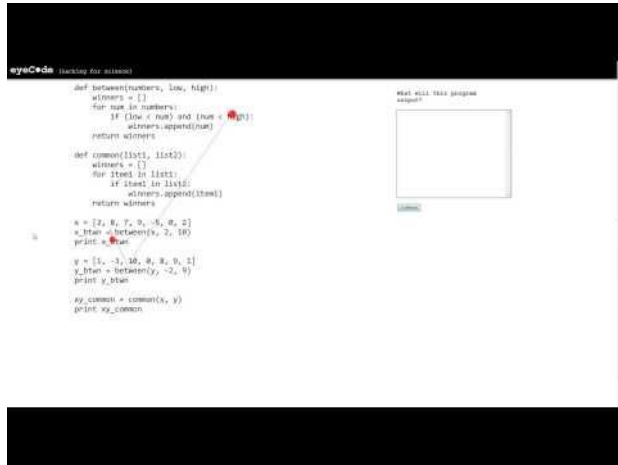 eyeCode (hacking for science)
def between(numbers, low, high):
winners = []
for num in numbers:
if (low < num) and (num < high):
winners.append(num)
return winners
def common(list1, list2):
winners = []
for item1 in list1:
if item1 in list2:
winners.append(item1)
return winners
x = [2, 8, 7, 9, -5, 0, 2]
x_btwn = between(x, 2, 10)
print x_btwn
y = [1, -3, 10, 0, 8, 9, 1]
y_btwn = between(y, -2, 9)
print y_btwn
xy_common = common(x, y)
print xy_common
What will this program
output?